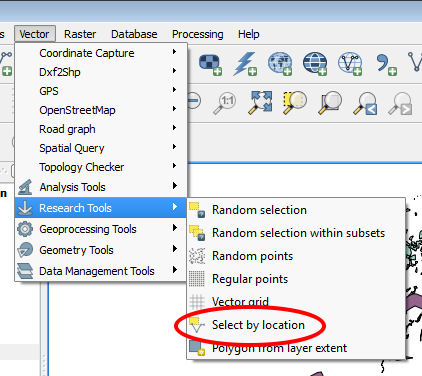 s Vector Raster Database Processing Help
Coordinate Capture
Dxf2Shp
GPS
OpenStreetMap
Road graph
Spatial Query
Topology Checker
Analysis Tools
Research Tools
Geoprocessing Tools
Geometry Tools
Data Management Tools
Random selection
Random selection within subsets
Random points
Regular points
Vector grid
Select by location
Polygon from layer extent
1:1
n